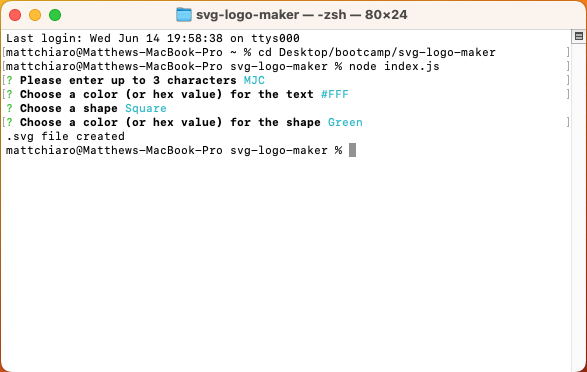 svg-logo-maker — -zsh — 80×24
Last login: Wed Jun 14 19:58:38 on ttys000
[mattchiaro@Matthews-MacBook-Pro ~ % cd Desktop/bootcamp/svg-logo-maker ]
[mattchiaro@Matthews-MacBook-Pro svg-logo-maker % node index.js ]
[? Please enter up to 3 characters MJC ]
[? Choose a color (or hex value) for the text #FFF ]
? Choose a shape Square
[? Choose a color (or hex value) for the shape Green ]
.svg file created
mattchiaro@Matthews-MacBook-Pro svg-logo-maker %